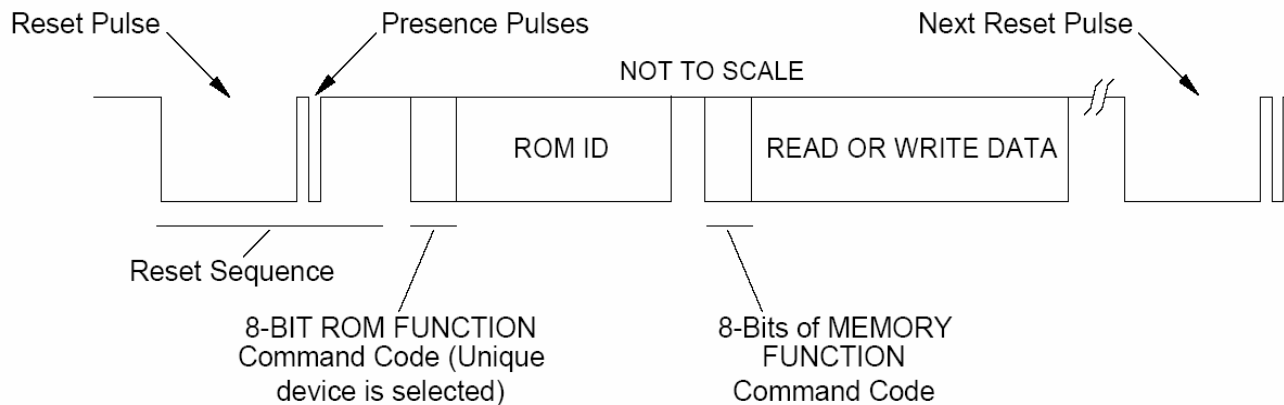 Reset Pulse
Presence Pulses
Next Reset Pulse
NOT TO SCALE
ROM ID
READ OR WRITE DATA
Reset Sequence
8-BIT ROM FUNCTION
Command Code (Unique
device is selected)
8-Bits of MEMORY
FUNCTION
Command Code